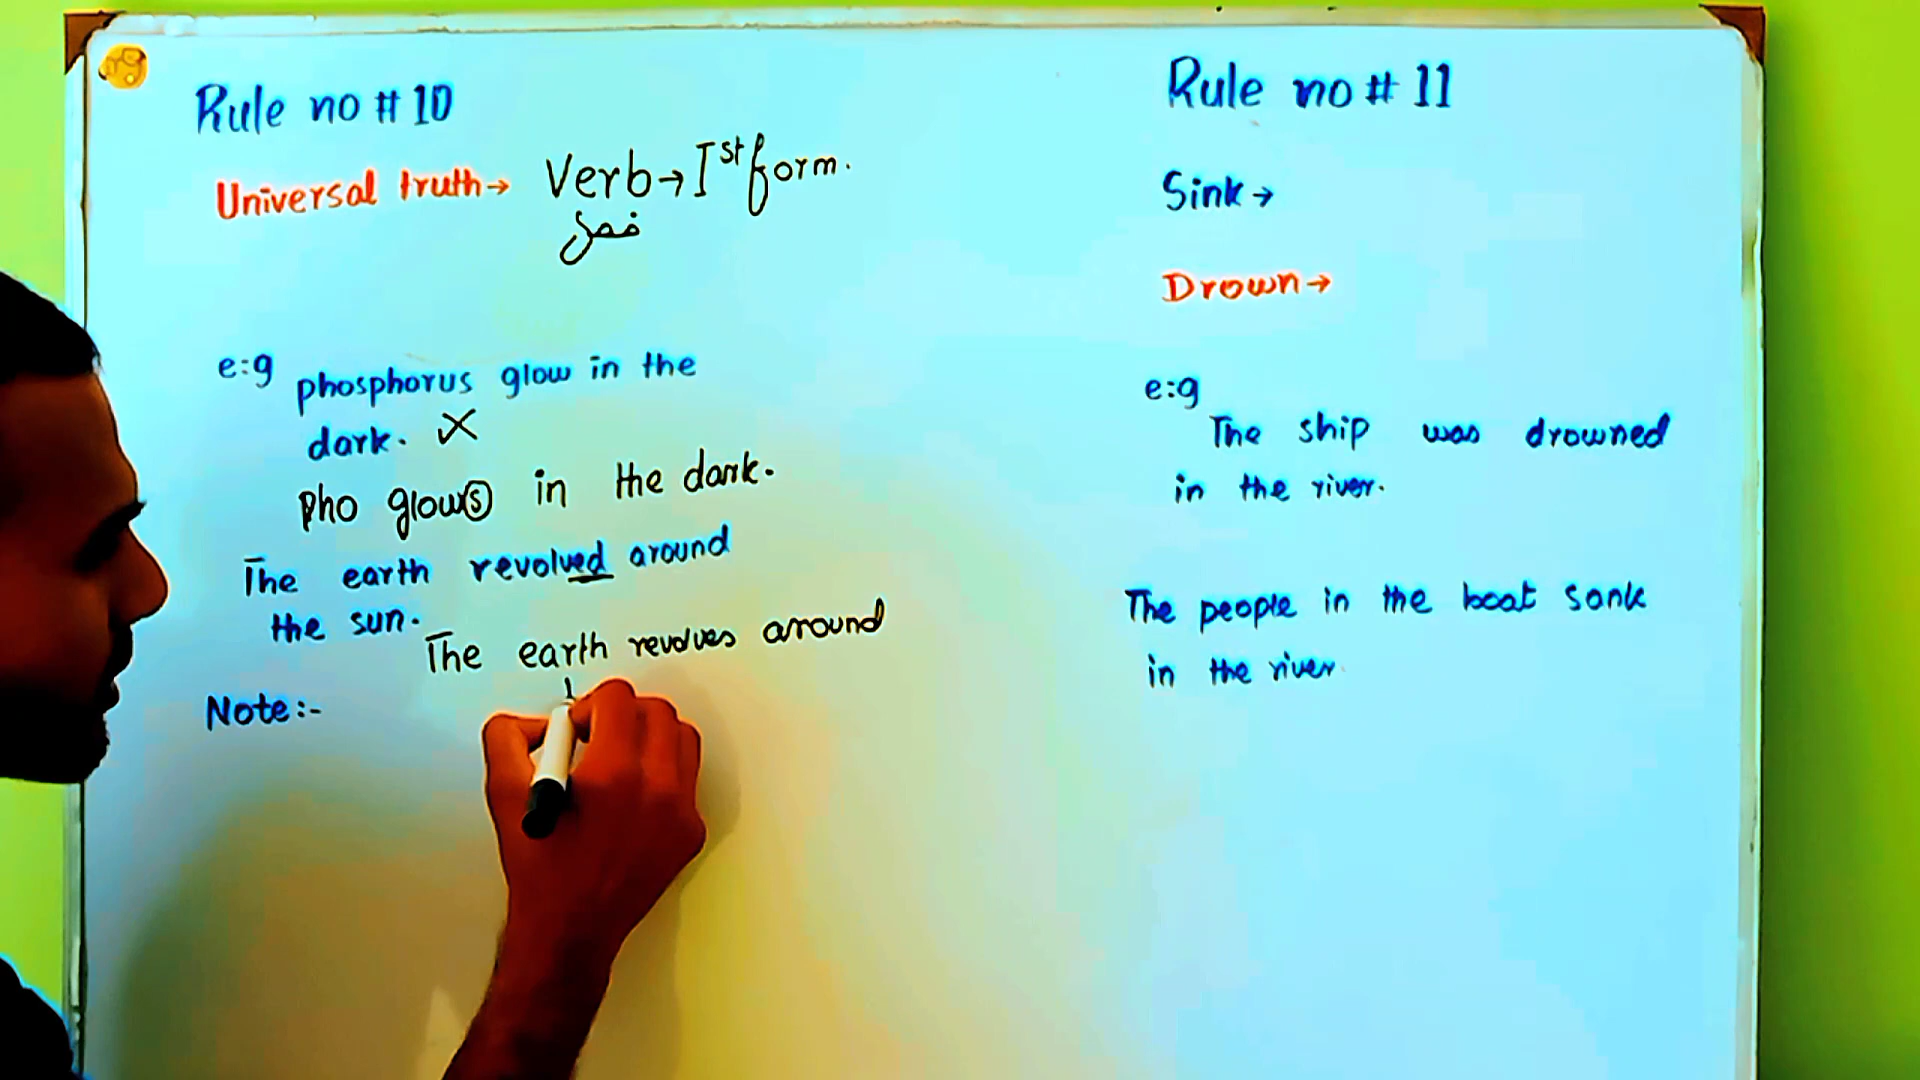 Rule no # 10
Universal truth→ Verb→ Ist form.
فعل
e:g phosphorus glow in the
dark. X
Pho glow(s) in the dark.
The earth revolved around
the sun.
The earth revolves around
Note:-
Rule no # 11
Sink→
Drown→
e:g
The ship was drowned
in the river.
The people in the boat sank
in the river.